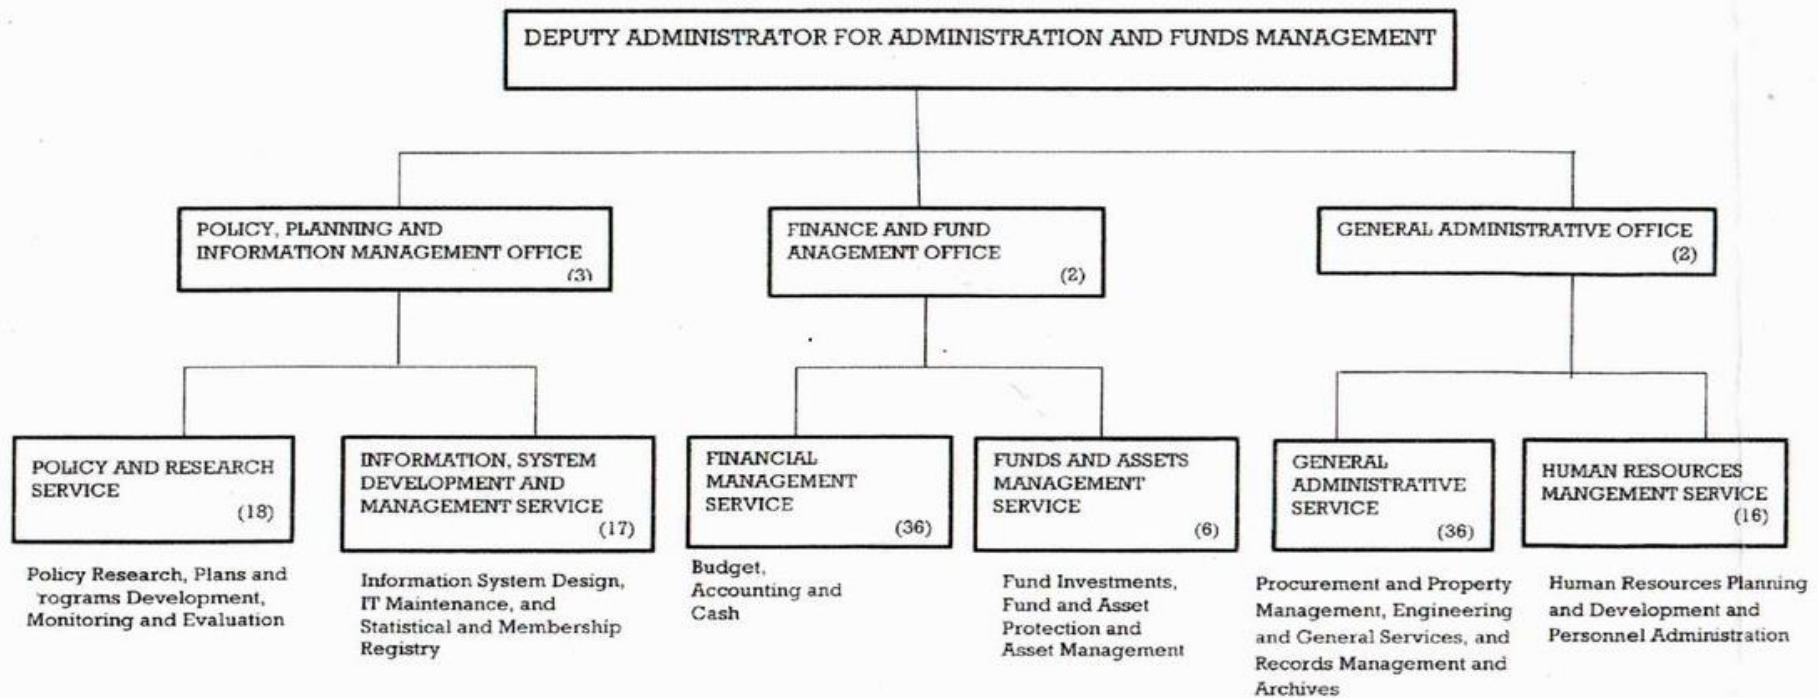 DEPUTY ADMINISTRATOR FOR ADMINISTRATION AND FUNDS MANAGEMENT
POLICY, PLANNING AND
INFORMATION MANAGEMENT OFFICE
(3)
FINANCE AND FUND
ANAGEMENT OFFICE
(2)
GENERAL ADMINISTRATIVE OFFICE
(2)
POLICY AND RESEARCH
SERVICE
(18)
Policy Research, Plans and
rograms Development,
Monitoring and Evaluation
INFORMATION, SYSTEM
DEVELOPMENT AND
MANAGEMENT SERVICE
(17)
Information System Design,
IT Maintenance, and
Statistical and Membership
Registry
FINANCIAL
MANAGEMENT
SERVICE
(36)
Budget,
Accounting and
Cash
FUNDS AND ASSETS
MANAGEMENT
SERVICE
(6)
Fund Investments,
Fund and Asset
Protection and
Asset Management
GENERAL
ADMINISTRATIVE
SERVICE
(36)
Procurement and Property
Management, Engineering
and General Services, and
Records Management and
Archives
HUMAN RESOURCES
MANGEMENT SERVICE
(16)
Human Resources Planning
and Development and
Personnel Administration